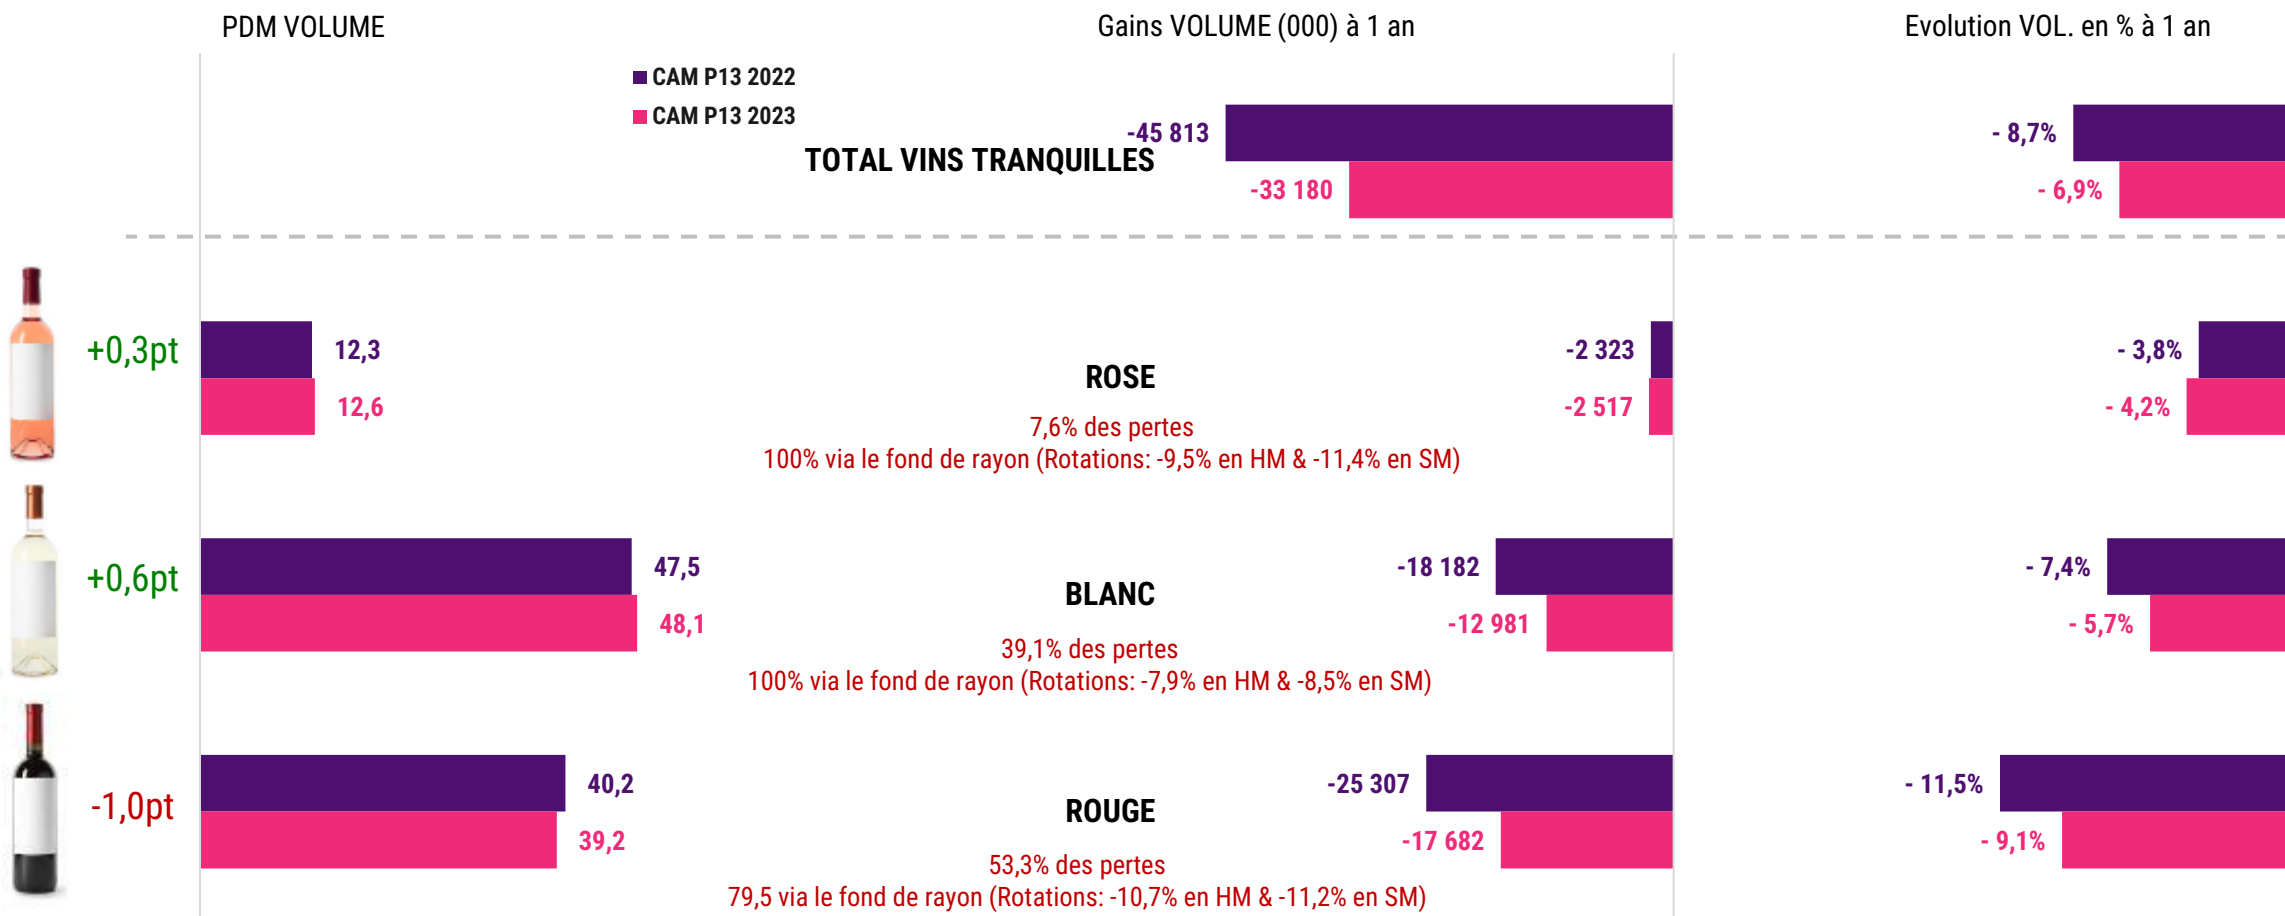 PDM VOLUME
Gains VOLUME (000) à 1 an
Evolution VOL. en % à 1 an
CAM P13 2022
CAM P13 2023
TOTAL VINS TRANQUILLES
-45 813
-33 180
- 8,7%
- 6,9%
+0,3pt
12,3
12,6
ROSE
-2 323
-2 517
- 3,8%
- 4,2%
7,6% des pertes
100% via le fond de rayon (Rotations: -9,5% en HM & -11,4% en SM)
+0,6pt
47,5
48,1
BLANC
-18 182
-12 981
- 7,4%
- 5,7%
39,1% des pertes
100% via le fond de rayon (Rotations: -7,9% en HM & -8,5% en SM)
-1,0pt
40,2
39,2
ROUGE
-25 307
-17 682
- 11,5%
- 9,1%
53,3% des pertes
79,5 via le fond de rayon (Rotations: -10,7% en HM & -11,2% en SM)